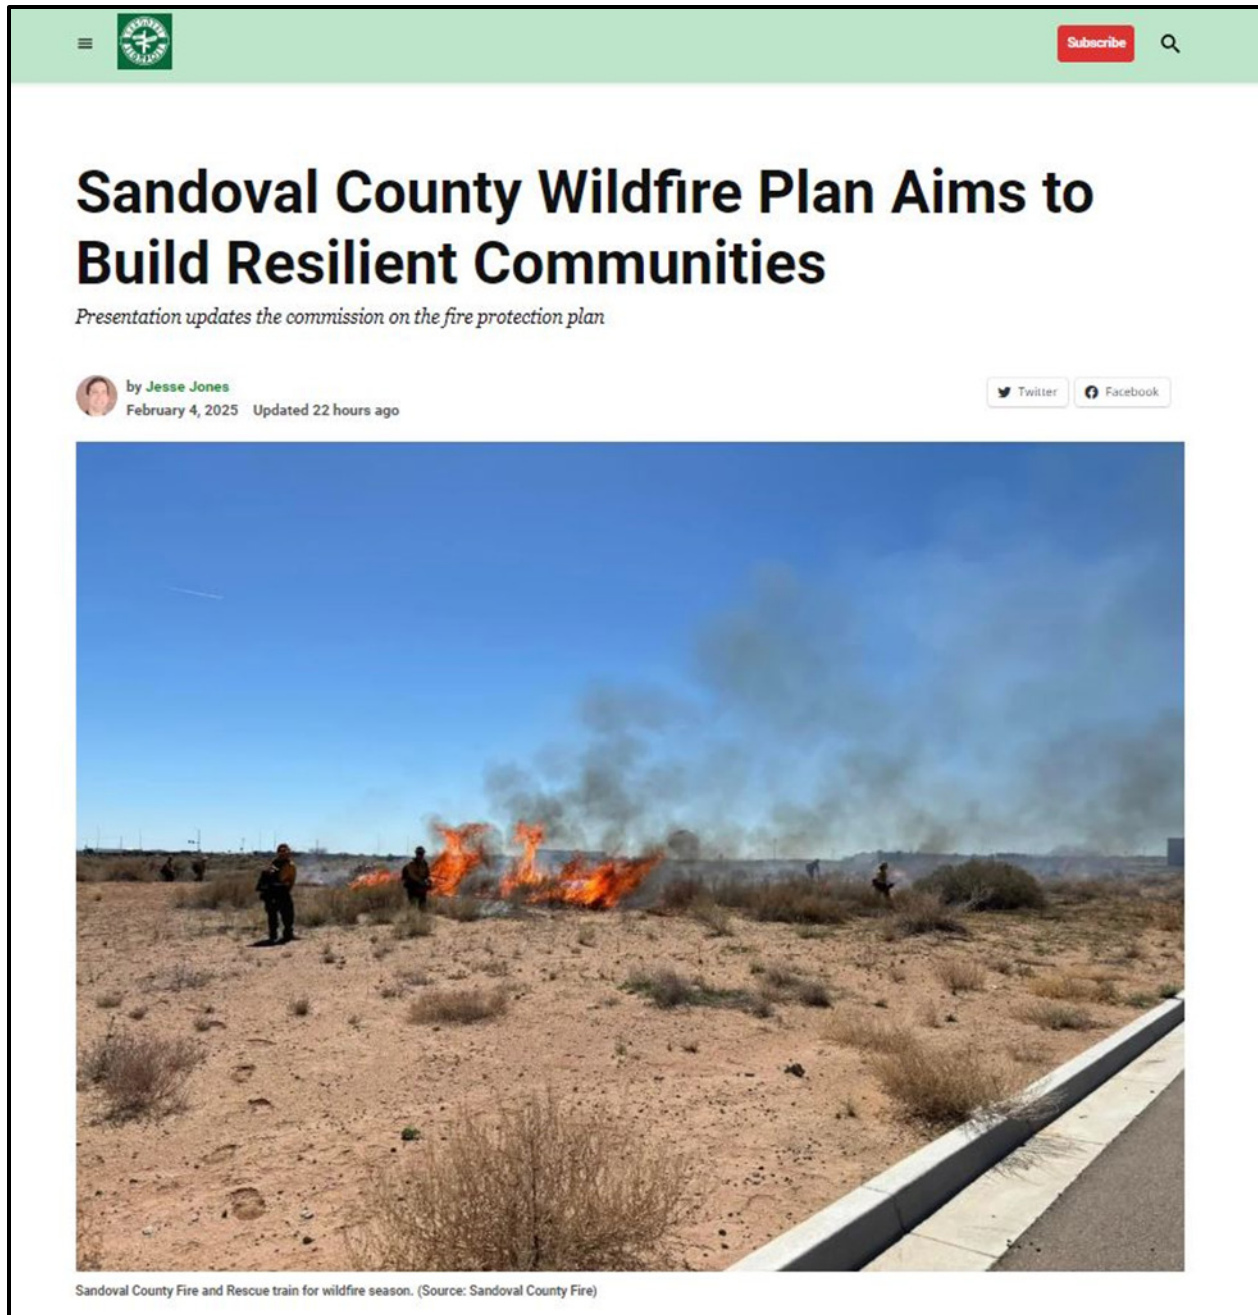 Subscribe
Sandoval County Wildfire Plan Aims to
Build Resilient Communities
Presentation updates the commission on the fire protection plan
by Jesse Jones
February 4, 2025 Updated 22 hours ago
Twitter Facebook
Sandoval County Fire and Rescue train for wildfire season. (Source: Sandoval County Fire)